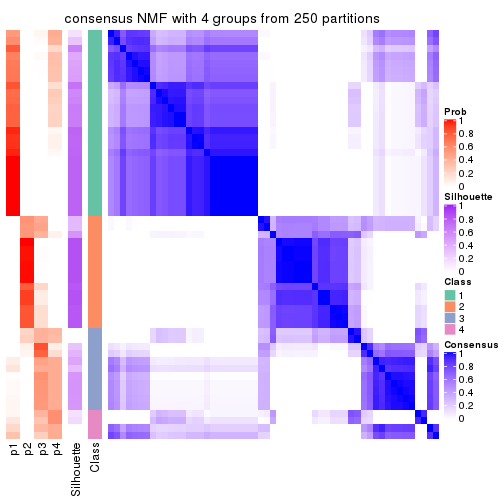 consensus NMF with 4 groups from 250 partitions
Prob
1
0.8
0.6
0.4
0.2
0
Silhouette
1
0.8
0.6
0.4
0.2
0
Class
1
2
3
4
Consensus
1
0.8
0.6
0.4
0.2
0
p1
p2
p3
p4
Silhouette
Class